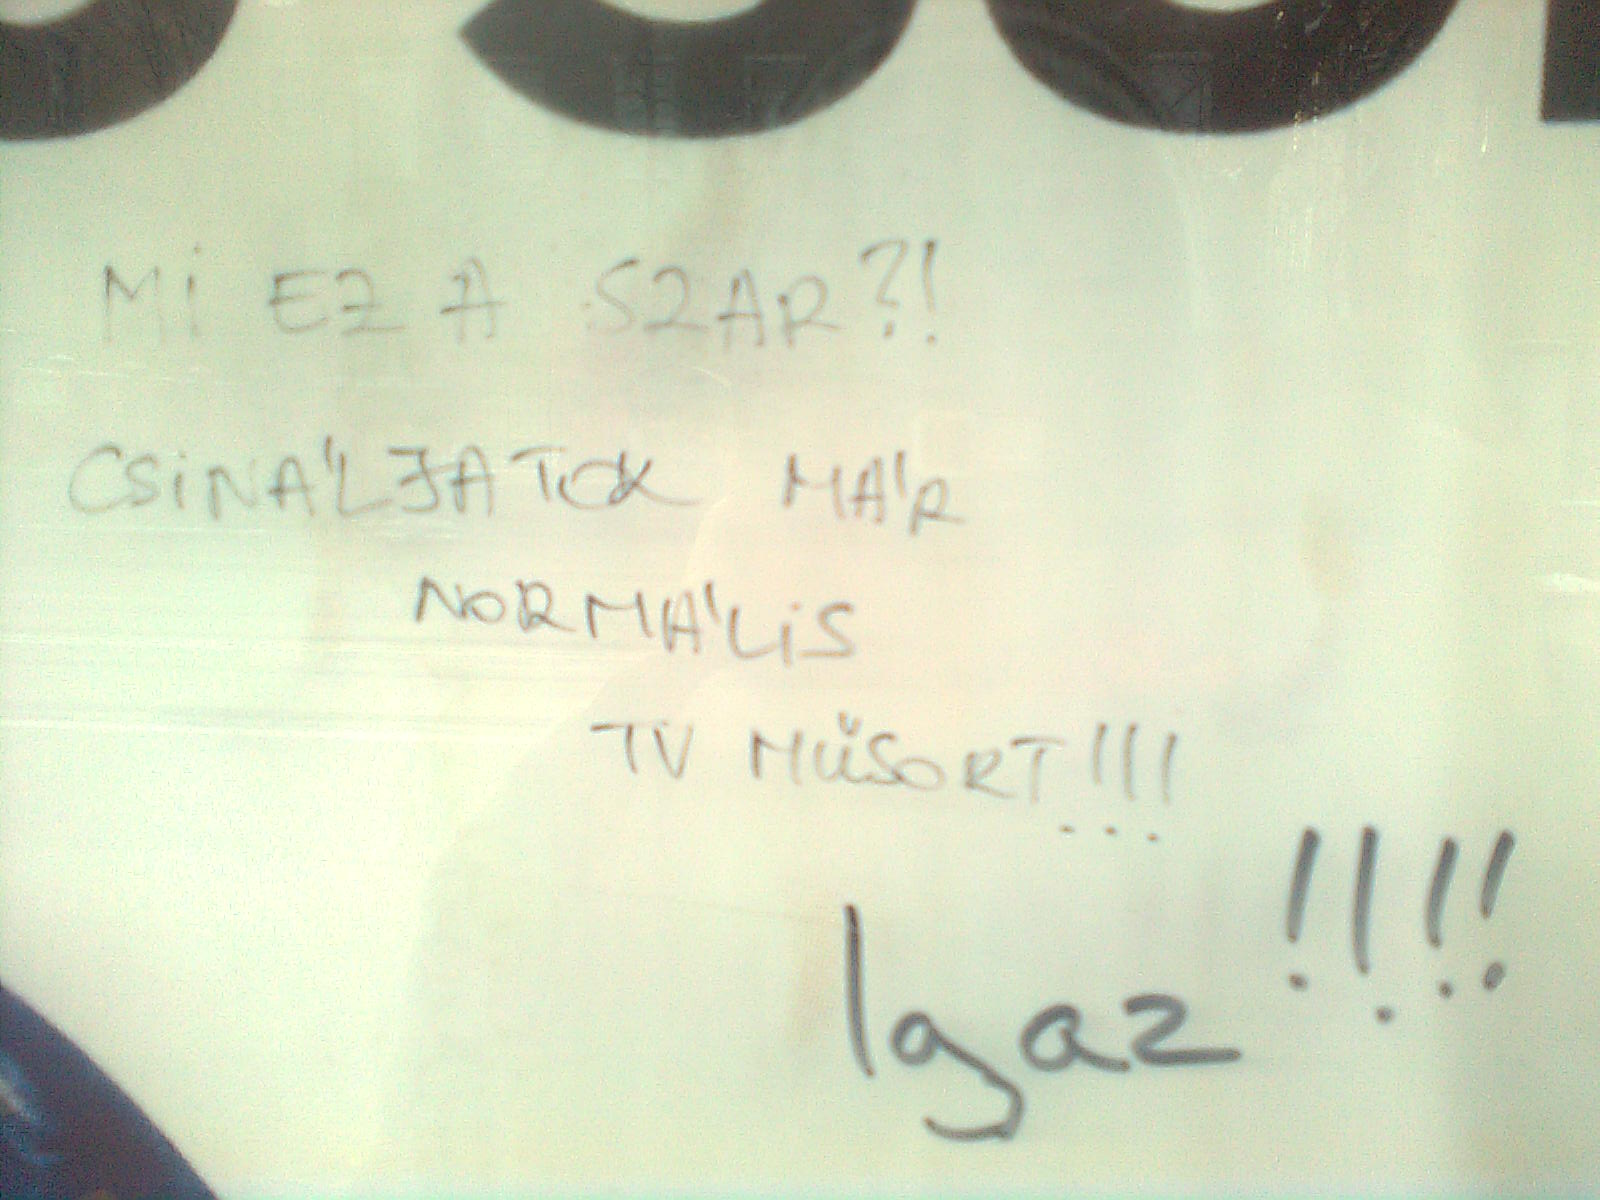 Mi EZ A SZAR?!
CSiNÁLJATOK MÁR
NORMÁLiS
TV MŰSORT!!!
Igaz!!!!